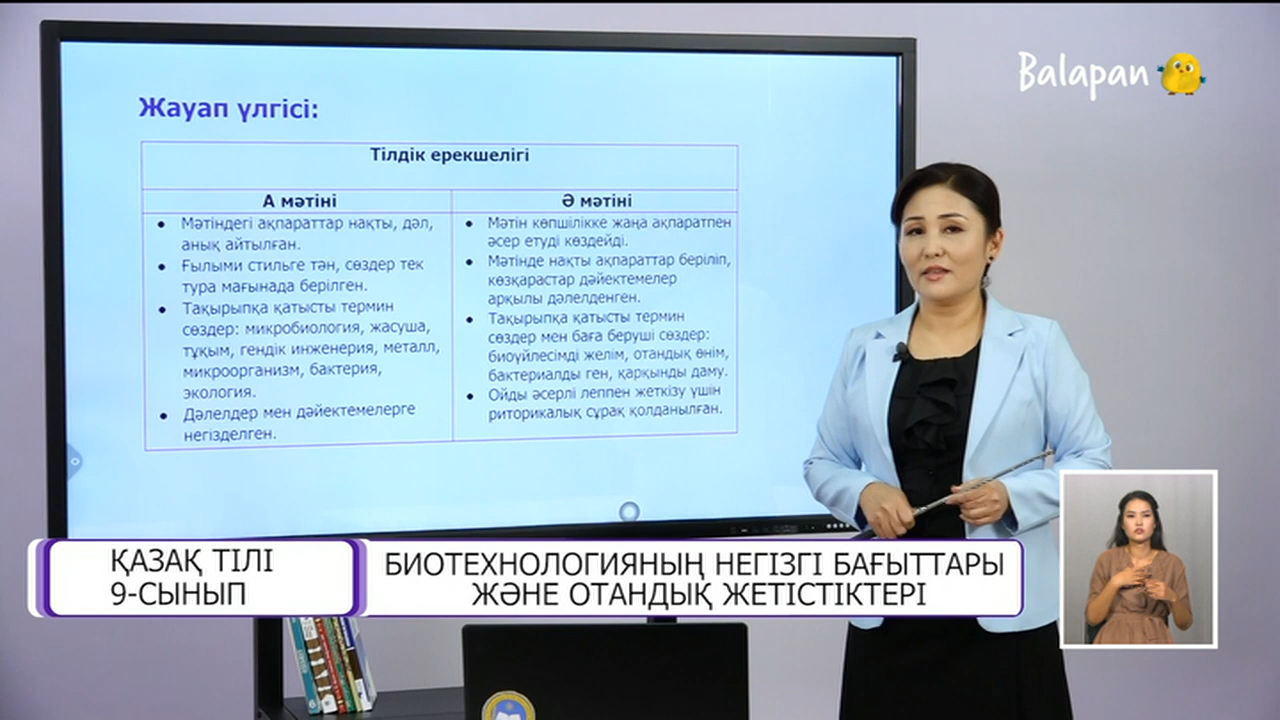 Balapan
Жауап үлгісі:
Тілдік ерекшелігі
А мәтіні
Мәтіндегі ақпараттар нақты, дәл,
анық айтылған.
Ғылыми стильге тән, сөздер тек
тура мағынада берілген.
Тақырыпқа қатысты термин
сөздер: микробиология, жасуша,
тұқым, гендік инженерия, металл,
микроорганизм, бактерия,
экология.
Дәлелдер мен дәйектемелерге
негізделген.
Ә мәтіні
Мәтін көпшілікке жаңа ақпаратпен
әсер етуді көздейді.
Мәтінде нақты ақпараттар беріліп,
көзқарастар дәйектемелер
арқылы дәлелденген.
Тақырыпқа қатысты термин
сөздер мен баға беруші сөздер:
биоүйлесімді желім, отандық өнім,
бактериалды ген, қарқынды даму.
Ойды әсерлі леппен жеткізу үшін
риторикалық сұрақ қолданылған.
ҚАЗАҚ ТІЛІ
9-СЫНЫП
БИОТЕХНОЛОГИЯНЫҢ НЕГІЗГІ БАҒЫТТАРЫ
ЖӘНЕ ОТАНДЫҚ ЖЕТІСТІКТЕРІ